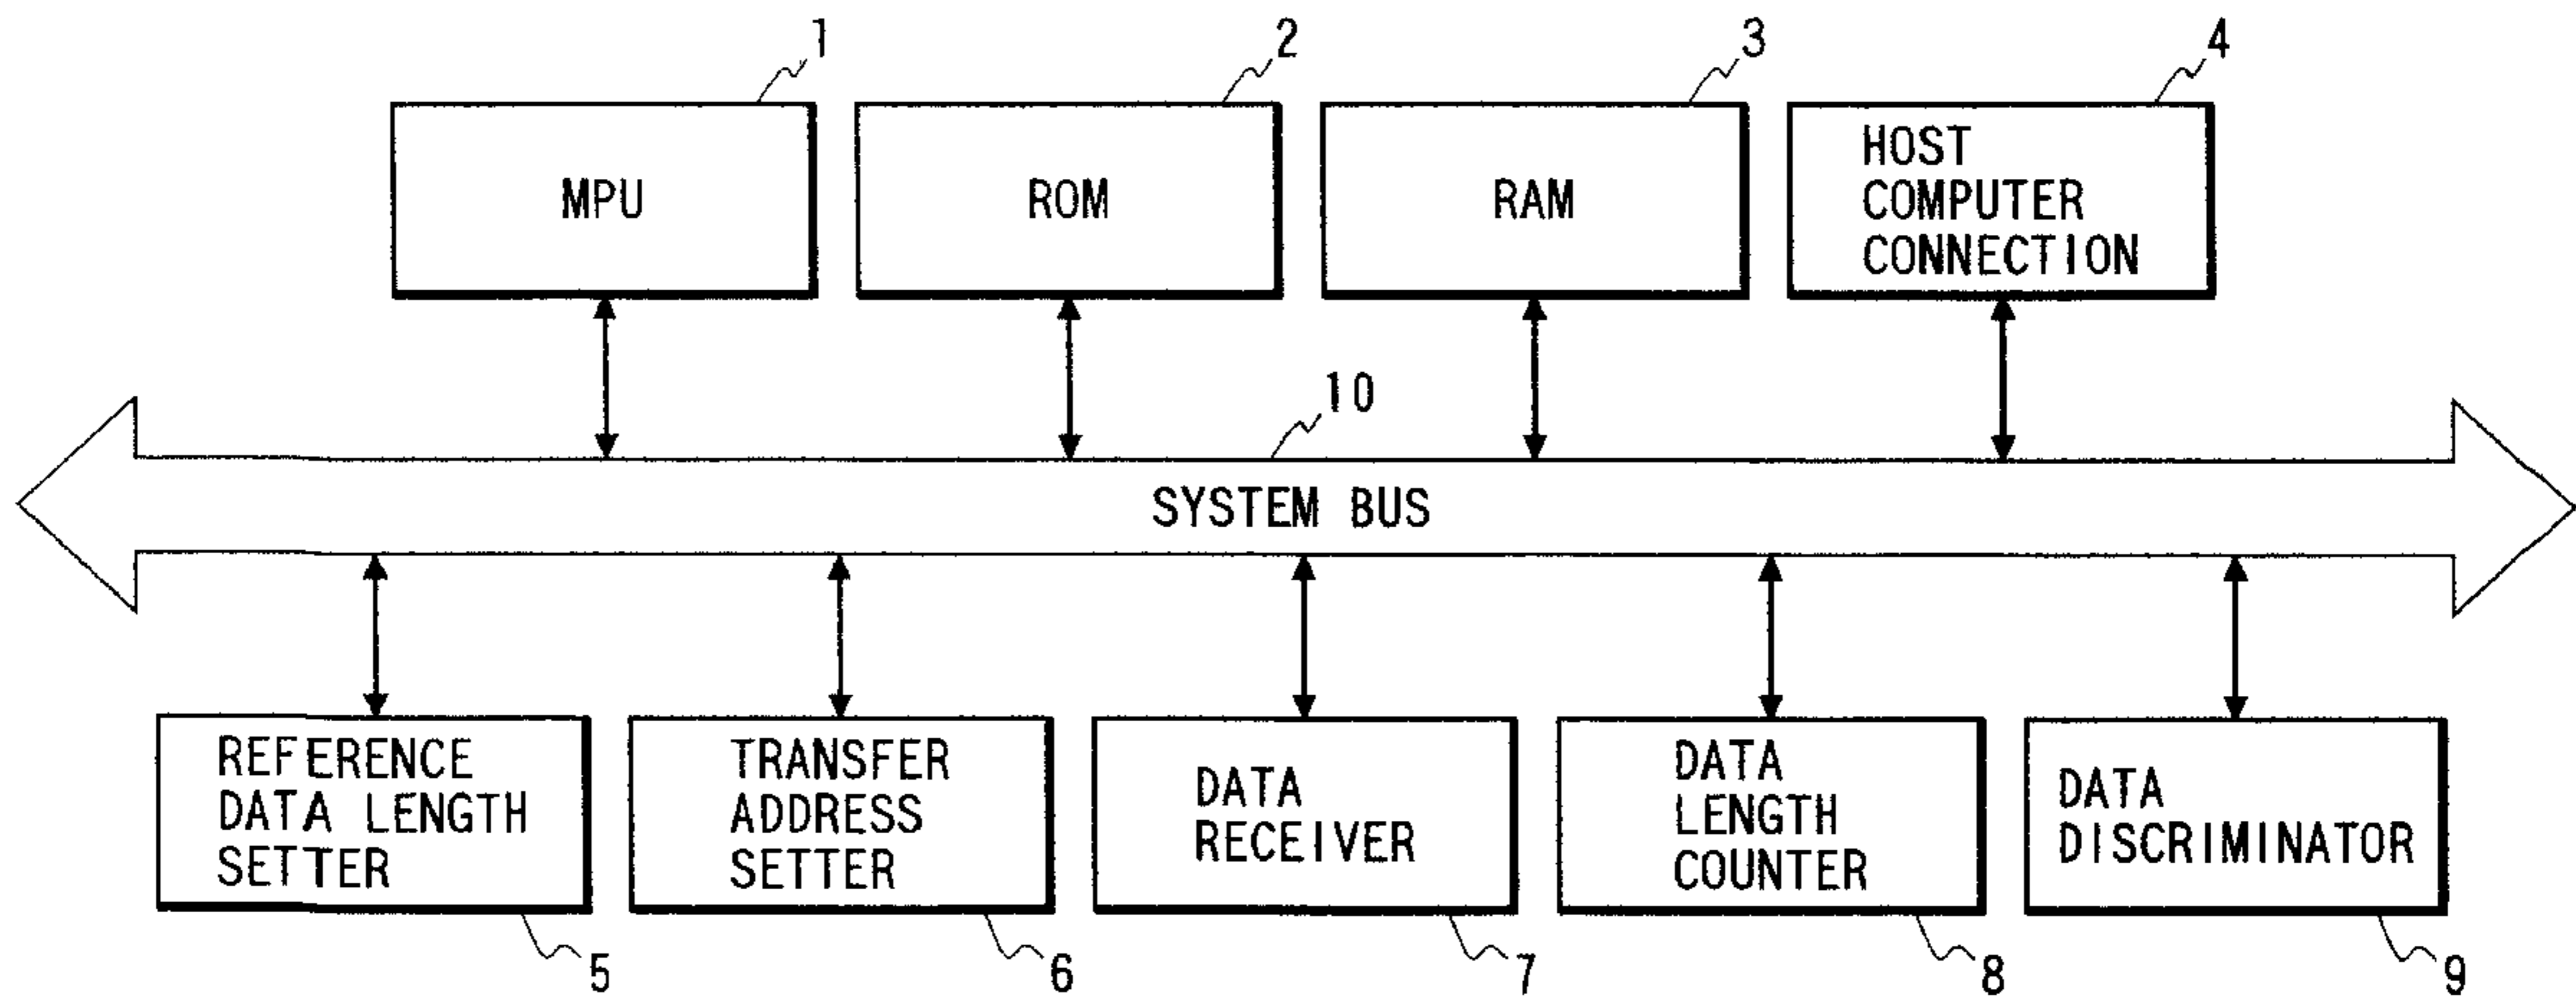 1
2
3
4
MPU
ROM
RAM
HOST
COMPUTER
CONNECTION
10
SYSTEM BUS
REFERENCE
DATA LENGTH
SETTER
TRANSFER
ADDRESS
SETTER
DATA
RECEIVER
DATA
LENGTH
COUNTER
DATA
DISCRIMINATOR
5
6
7
8
9